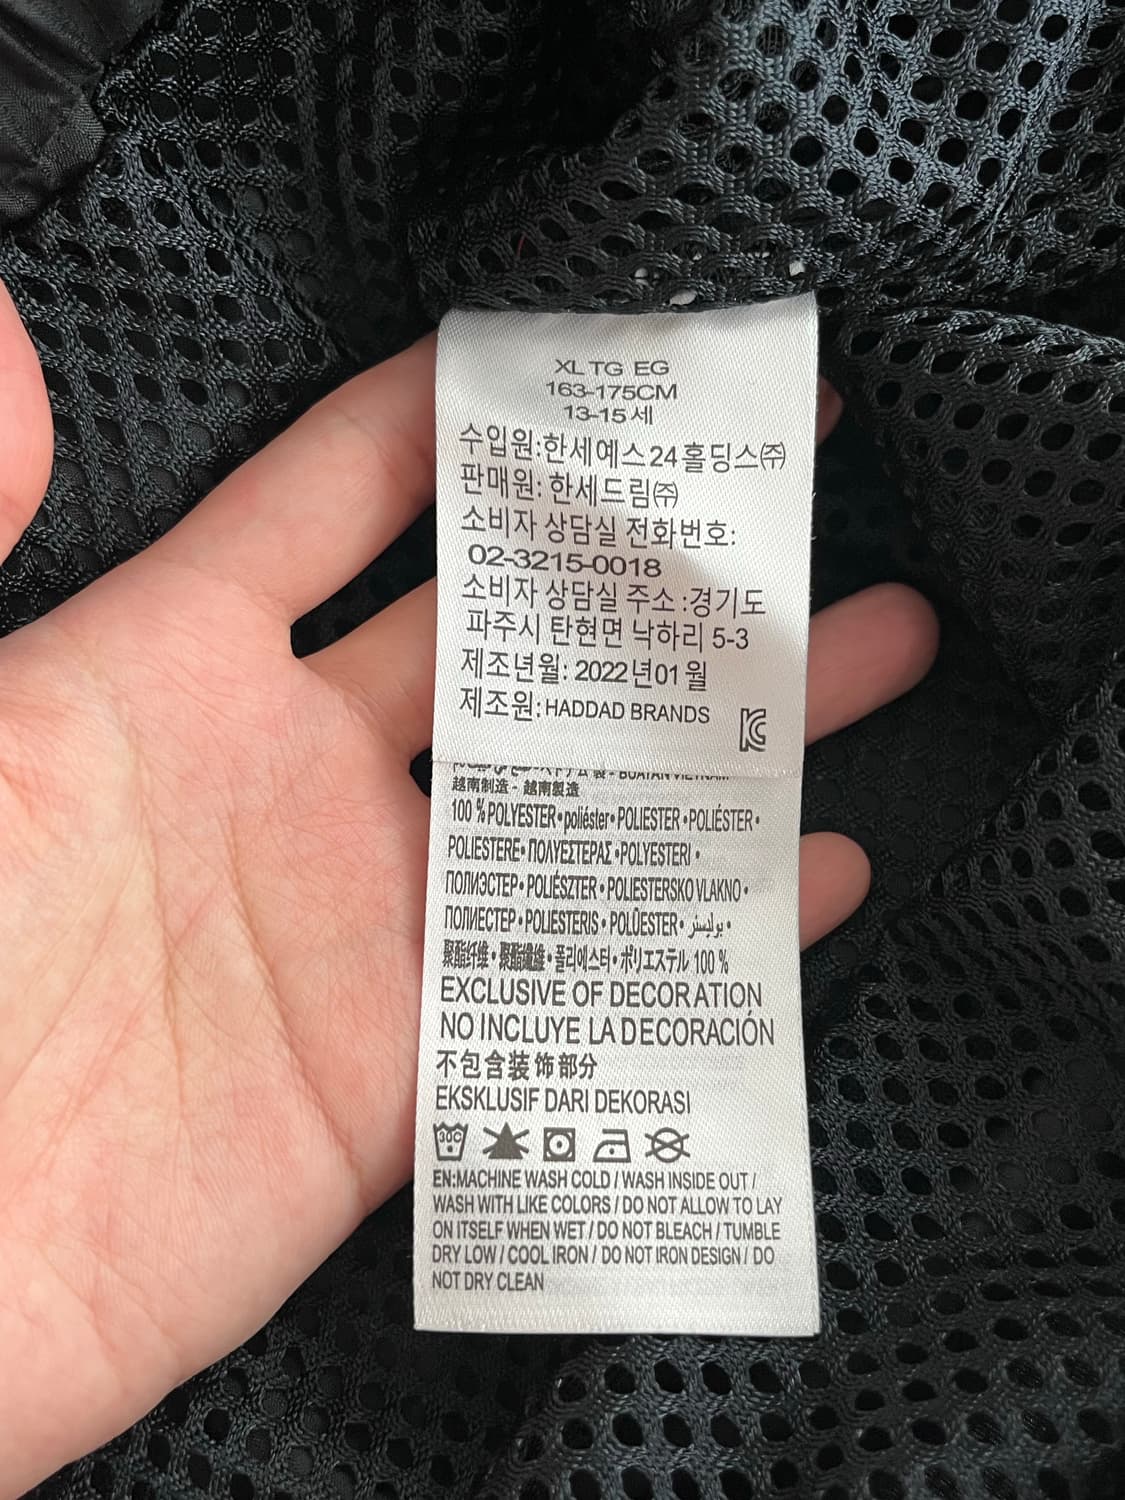 XL TG EG
163-175CM
13-15 세
수입원:한세예스24홀딩스㈜
판매원: 한세드림㈜
소비자 상담실 전화번호:
02-3215-0018
소비자 상담실 주소 :경기도
파주시 탄현면 낙하리 5-3
제조년월: 2022년01월
제조원: HADDAD BRANDS
越南制造 - 越南製造
100 % POLYESTER • poliéster • POLIESTER • POLIÉSTER •
POLIESTERE • ΠΟΛΥΕΣΤΕΡΑΣ • POLYESTERI •
ПОЛИЭСТЕР • POLIÉSZTER • POLIESTERSKO VLAKNO •
ПОЛИЕСТЕР • POLIESTERIS • POLÜESTER • بوليستر •
聚酯纤维 • 聚酯纖維 • 폴리에스터 • ポリエステル 100 %
EXCLUSIVE OF DECORATION
NO INCLUYE LA DECORACIÓN
不包含装饰部分
EKSKLUSIF DARI DEKORASI
30C
EN:MACHINE WASH COLD / WASH INSIDE OUT /
WASH WITH LIKE COLORS / DO NOT ALLOW TO LAY
ON ITSELF WHEN WET / DO NOT BLEACH / TUMBLE
DRY LOW / COOL IRON / DO NOT IRON DESIGN / DO
NOT DRY CLEAN